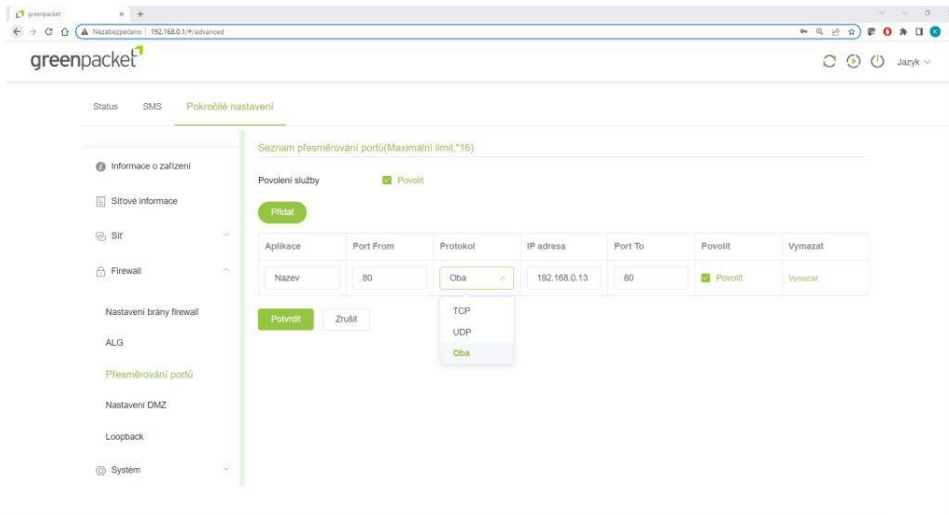 greenpacket
Nezabezpečeno | 192.168.0.1/#/advanced
greenpacket
Jazyk
Status SMS Pokročilé nastavení
Seznam přesměrování portů(Maximální limit,"16)
Informace o zařízení
Povolení služby Povolit
Síťové informace
Přidat
Síť
Aplikace Port From Protokol IP adresa Port To Povolit Vymazat
Firewall
Nazev 80 Oba 192.168.0.13 80 Povolit Vymazat
TCP
UDP
Oba
Potvrdit Zrušit
Nastavení brány firewall
ALG
Přesměrování portů
Nastavení DMZ
Loopback
Systém